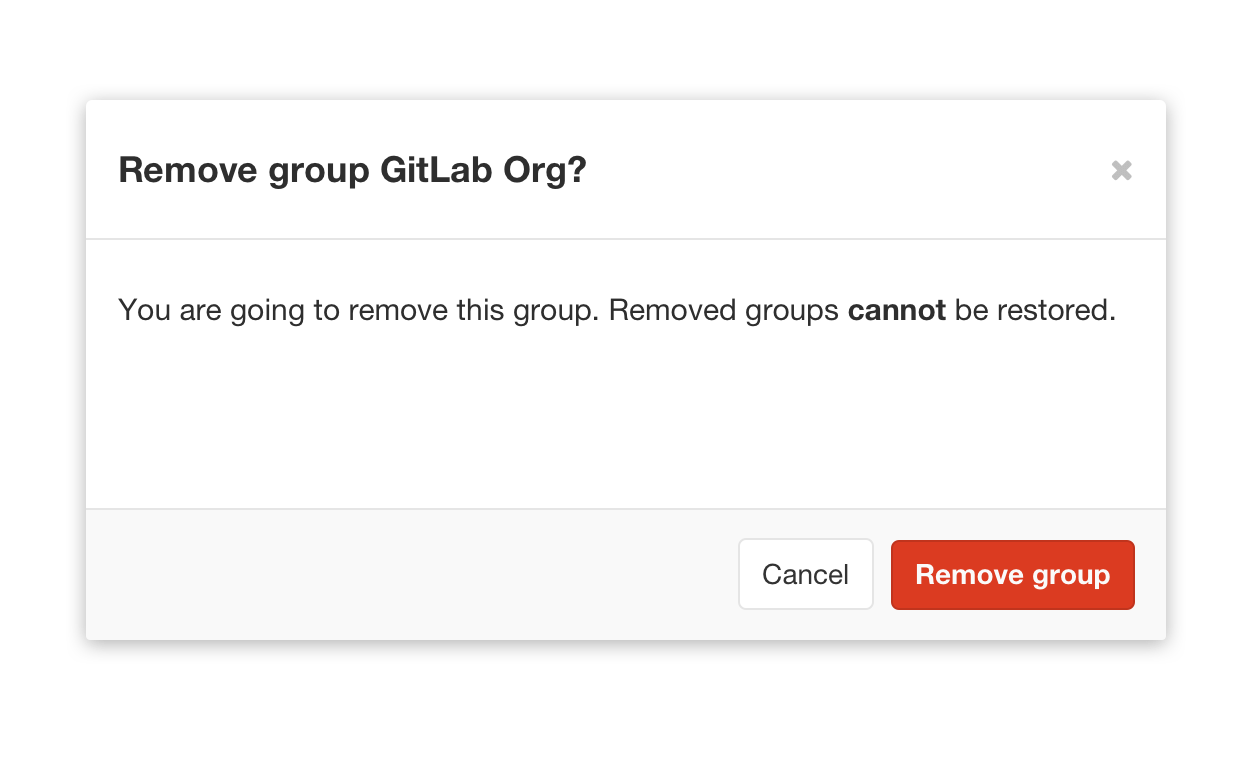 Remove group GitLab Org?
You are going to remove this group. Removed groups cannot be restored.
Cancel
Remove group